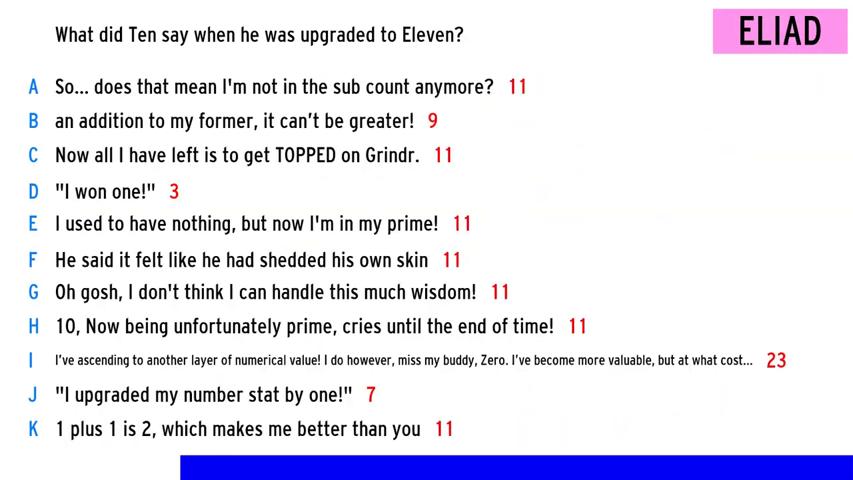 What did Ten say when he was upgraded to Eleven?
ELIAD
A So... does that mean I'm not in the sub count anymore? 11
B an addition to my former, it can't be greater! 9
C Now all I have left is to get TOPPED on Grindr. 11
D "I won one!" 3
E I used to have nothing, but now I'm in my prime! 11
F He said it felt like he had shedded his own skin 11
G Oh gosh, I don't think I can handle this much wisdom! 11
H 10, Now being unfortunately prime, cries until the end of time! 11
I I've ascending to another layer of numerical value! I do however, miss my buddy, Zero. I've become more valuable, but at what cost... 23
J "I upgraded my number stat by one!" 7
K 1 plus 1 is 2, which makes me better than you 11